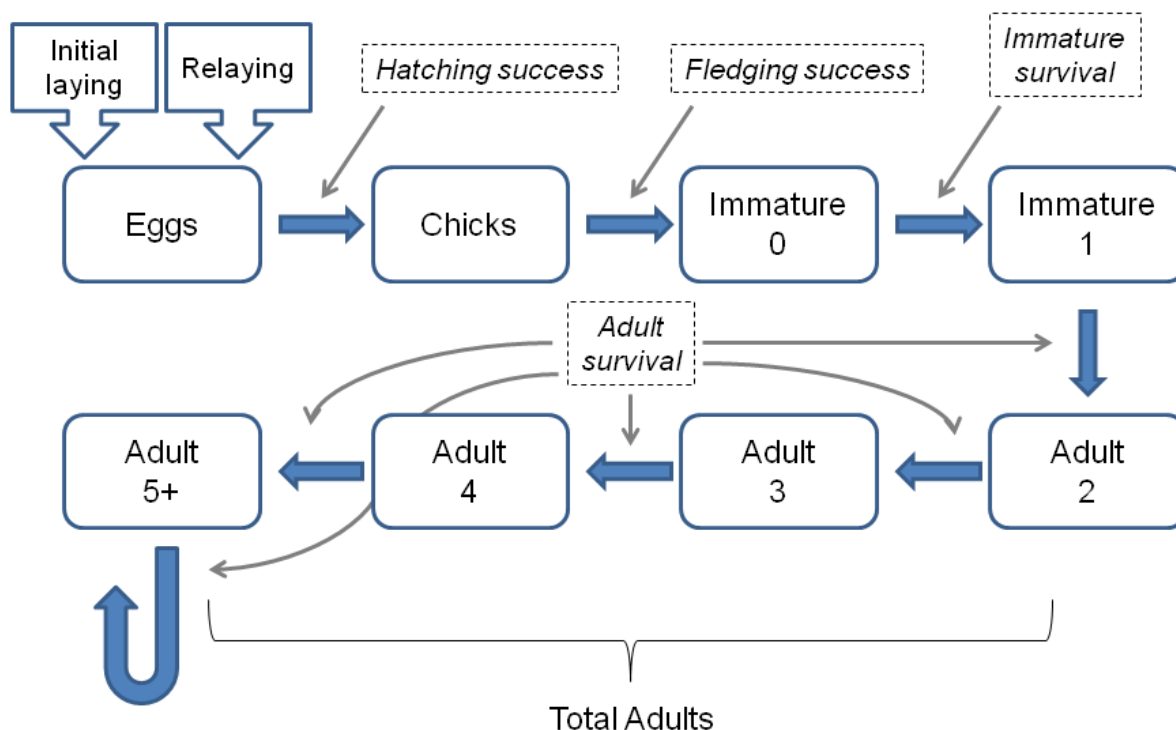 Initial
laying
Relaying
Hatching success
Fledging success
Immature
survival
Eggs
Chicks
Immature
0
Immature
1
Adult
survival
Adult
5+
Adult
4
Adult
3
Adult
2
Total Adults